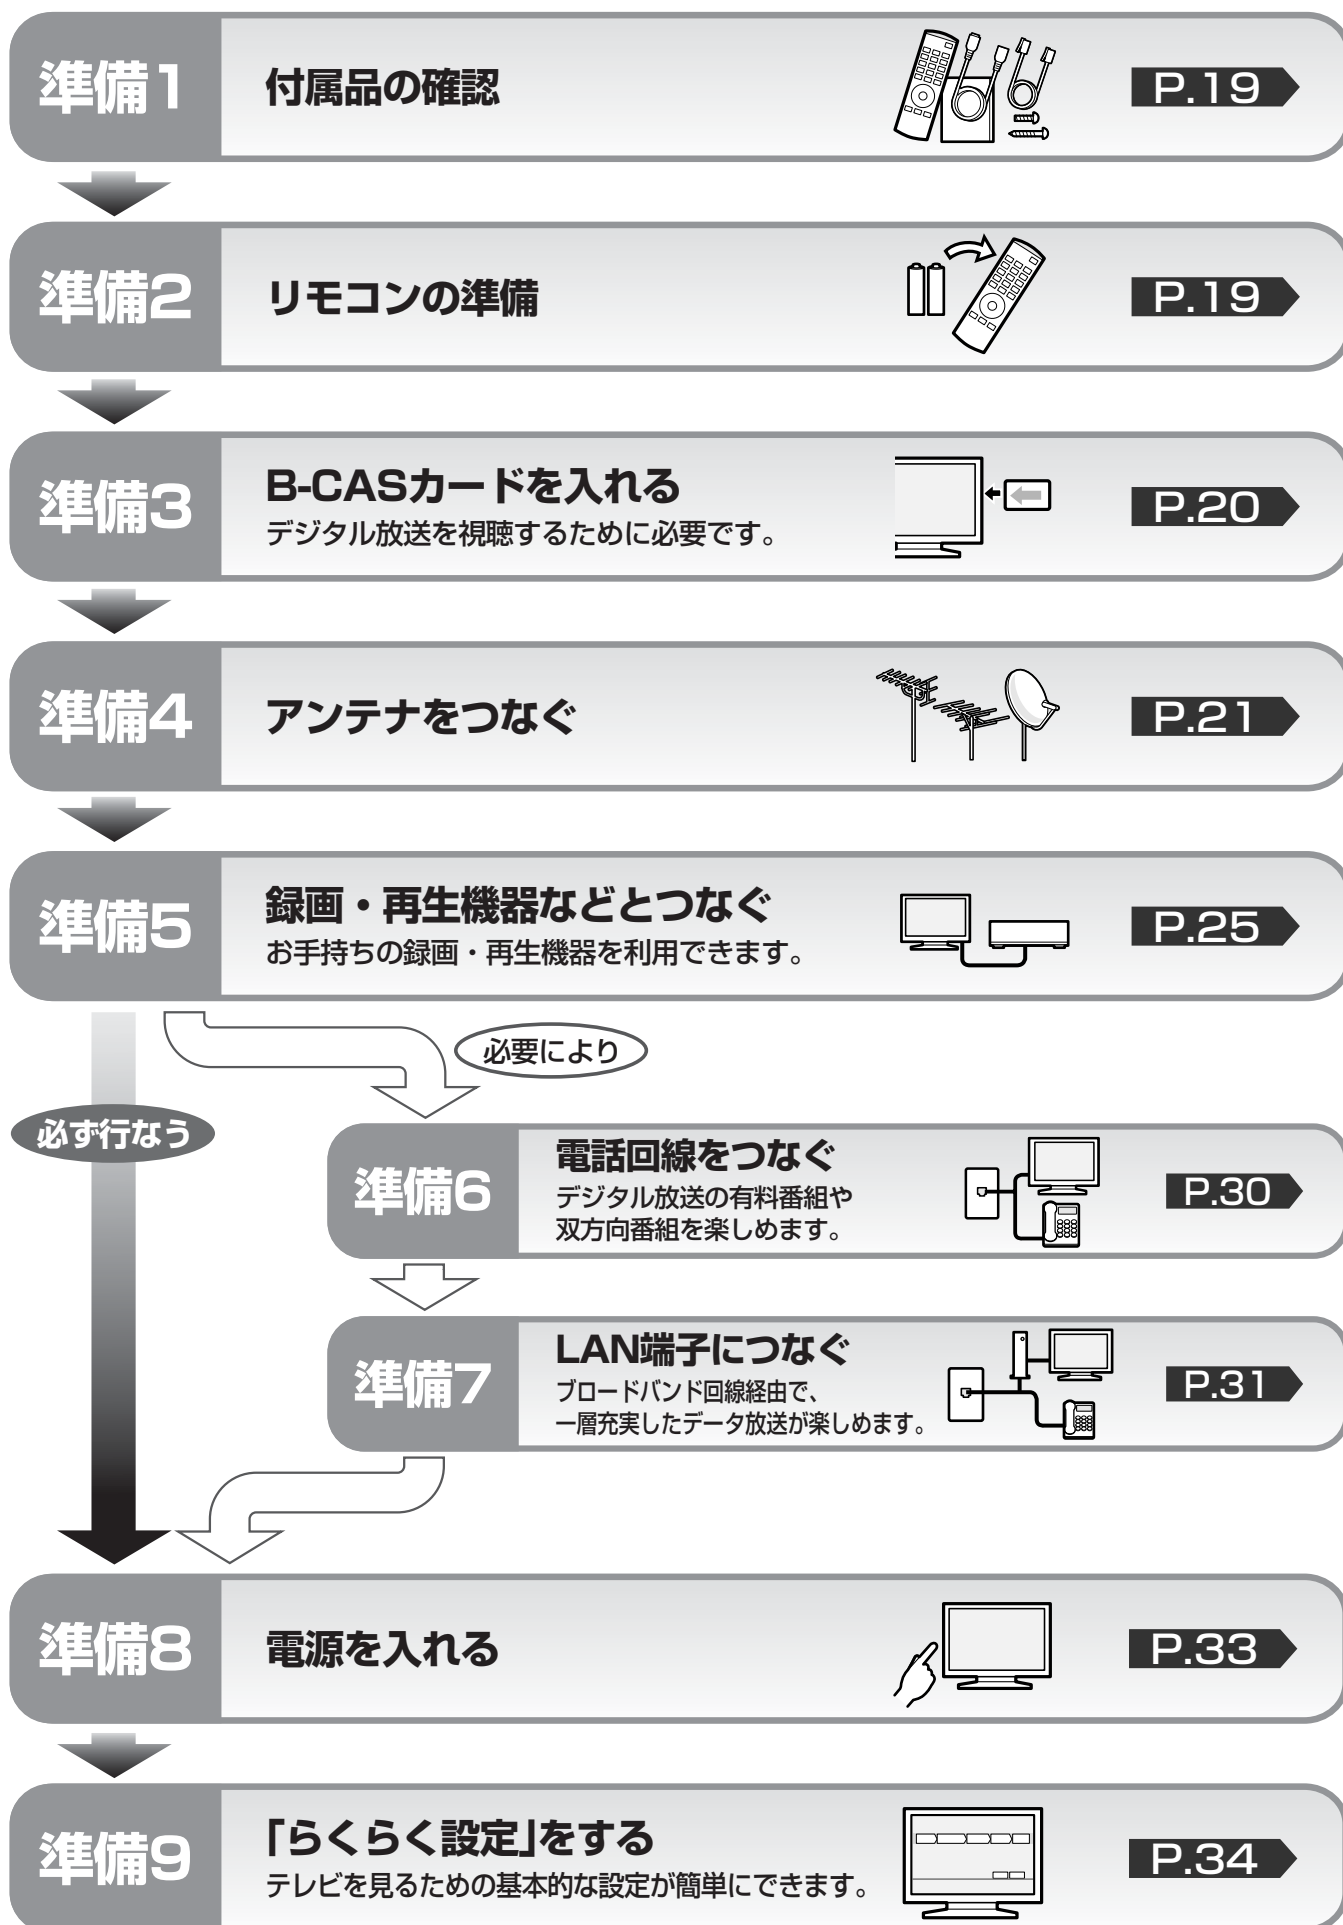 準備1
付属品の確認
P.19
準備2
リモコンの準備
P.19
準備3
B-CASカードを入れる
デジタル放送を視聴するために必要です。
P.20
準備4
アンテナをつなぐ
P.21
準備5
録画・再生機器などとつなぐ
お手持ちの録画・再生機器を利用できます。
P.25
必要により
必ず行なう
準備6
電話回線をつなぐ
デジタル放送の有料番組や
双方向番組を楽しめます。
P.30
準備7
LAN端子につなぐ
ブロードバンド回線経由で、
一層充実したデータ放送が楽しめます。
P.31
準備8
電源を入れる
P.33
準備9
「らくらく設定」をする
テレビを見るための基本的な設定が簡単にできます。
P.34